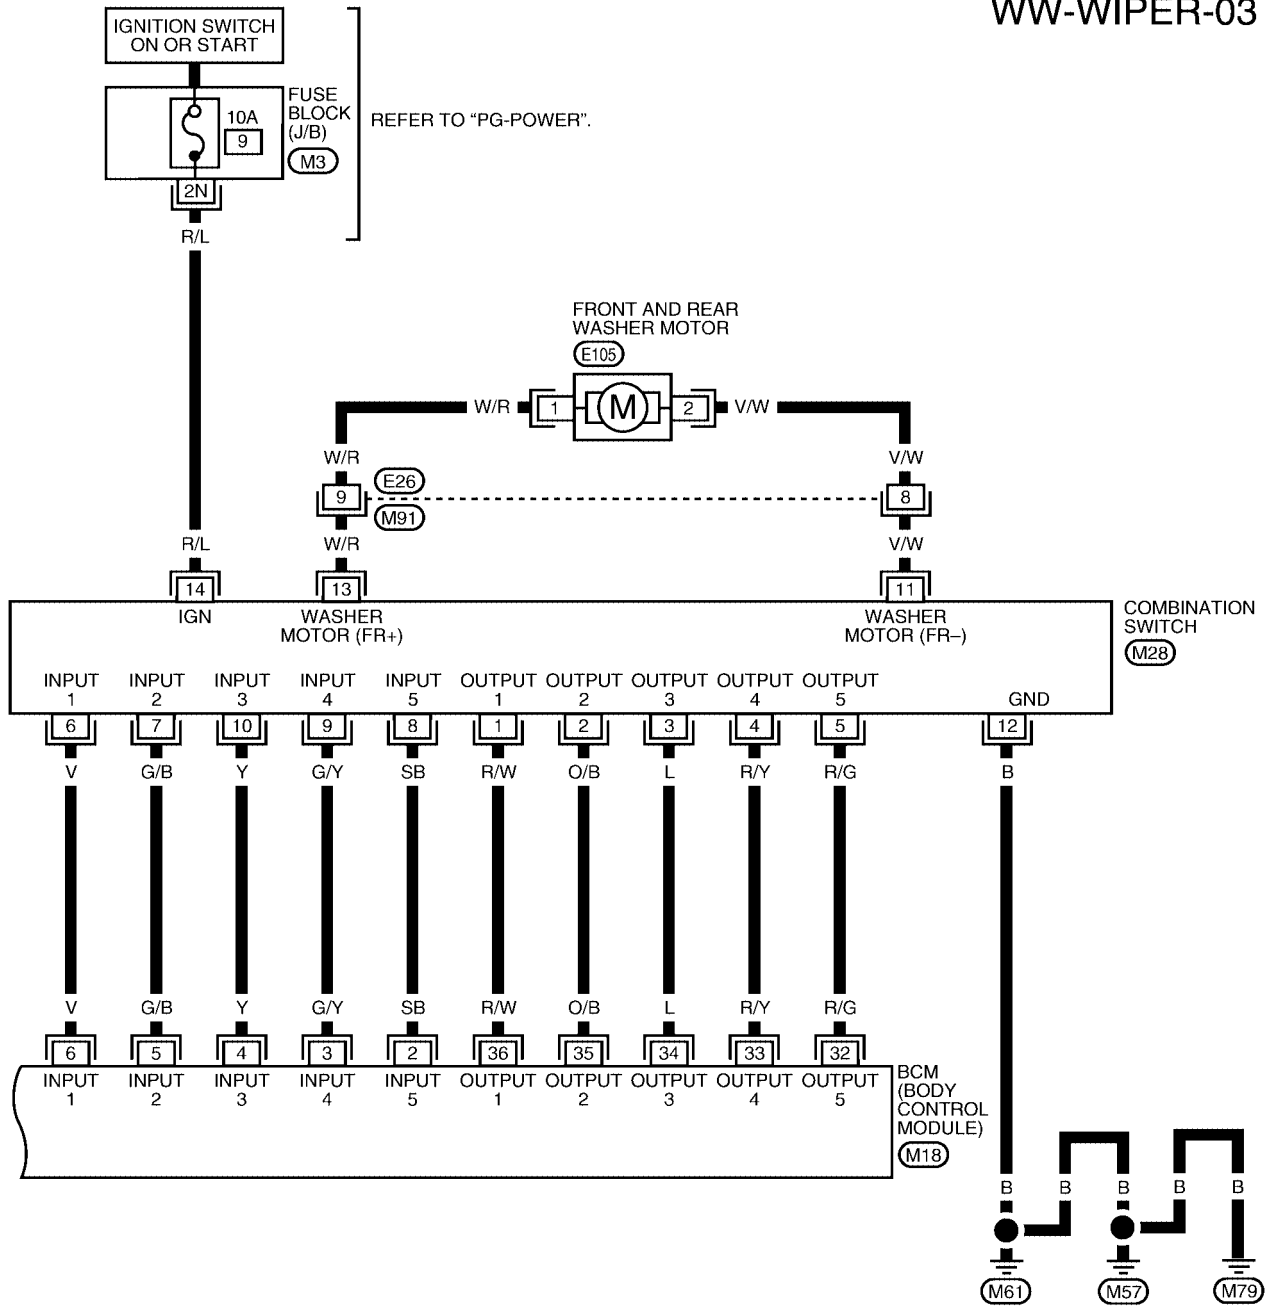 WW-WIPER-03
IGNITION SWITCH
ON OR START
FUSE
BLOCK
(J/B)
M3
10A
9
2N
REFER TO “PG-POWER”.
R/L
FRONT AND REAR
WASHER MOTOR
E105
W/R 1 M 2 V/W
W/R V/W
9 E26 8
M91
R/L W/R V/W
14 13 11
IGN WASHER WASHER
MOTOR (FR+) MOTOR (FR–)
COMBINATION
SWITCH
M28
INPUT INPUT INPUT INPUT INPUT OUTPUT OUTPUT OUTPUT OUTPUT OUTPUT
1 2 3 4 5 1 2 3 4 5 GND
6 7 10 9 8 1 2 3 4 5 12
V G/B Y G/Y SB R/W O/B L R/Y R/G B
V G/B Y G/Y SB R/W O/B L R/Y R/G
6 5 4 3 2 36 35 34 33 32
INPUT INPUT INPUT INPUT INPUT OUTPUT OUTPUT OUTPUT OUTPUT OUTPUT
1 2 3 4 5 1 2 3 4 5
BCM
(BODY
CONTROL
MODULE)
M18
B B B B B
M61 M57 M79